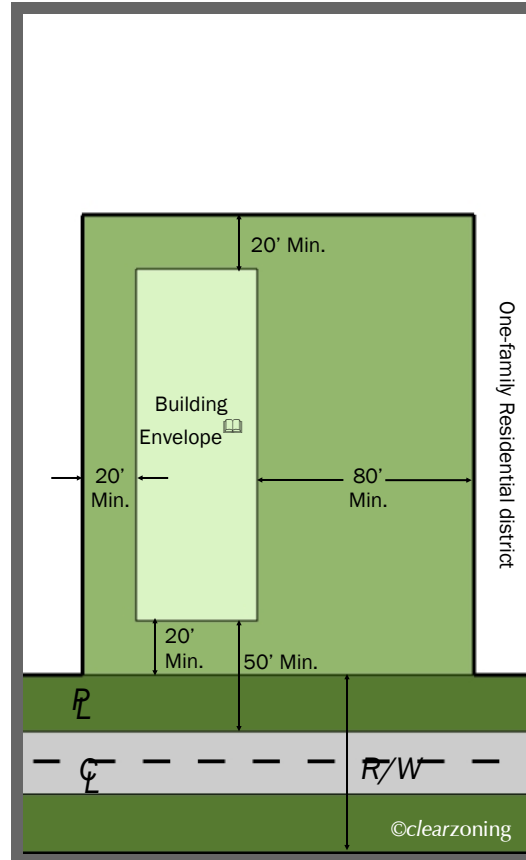 20’ Min.
One-family Residential district
Building
Envelope
20’
Min.
80’
Min.
20’
Min.
50’ Min.
PL
CL
R/W
©clearzoning